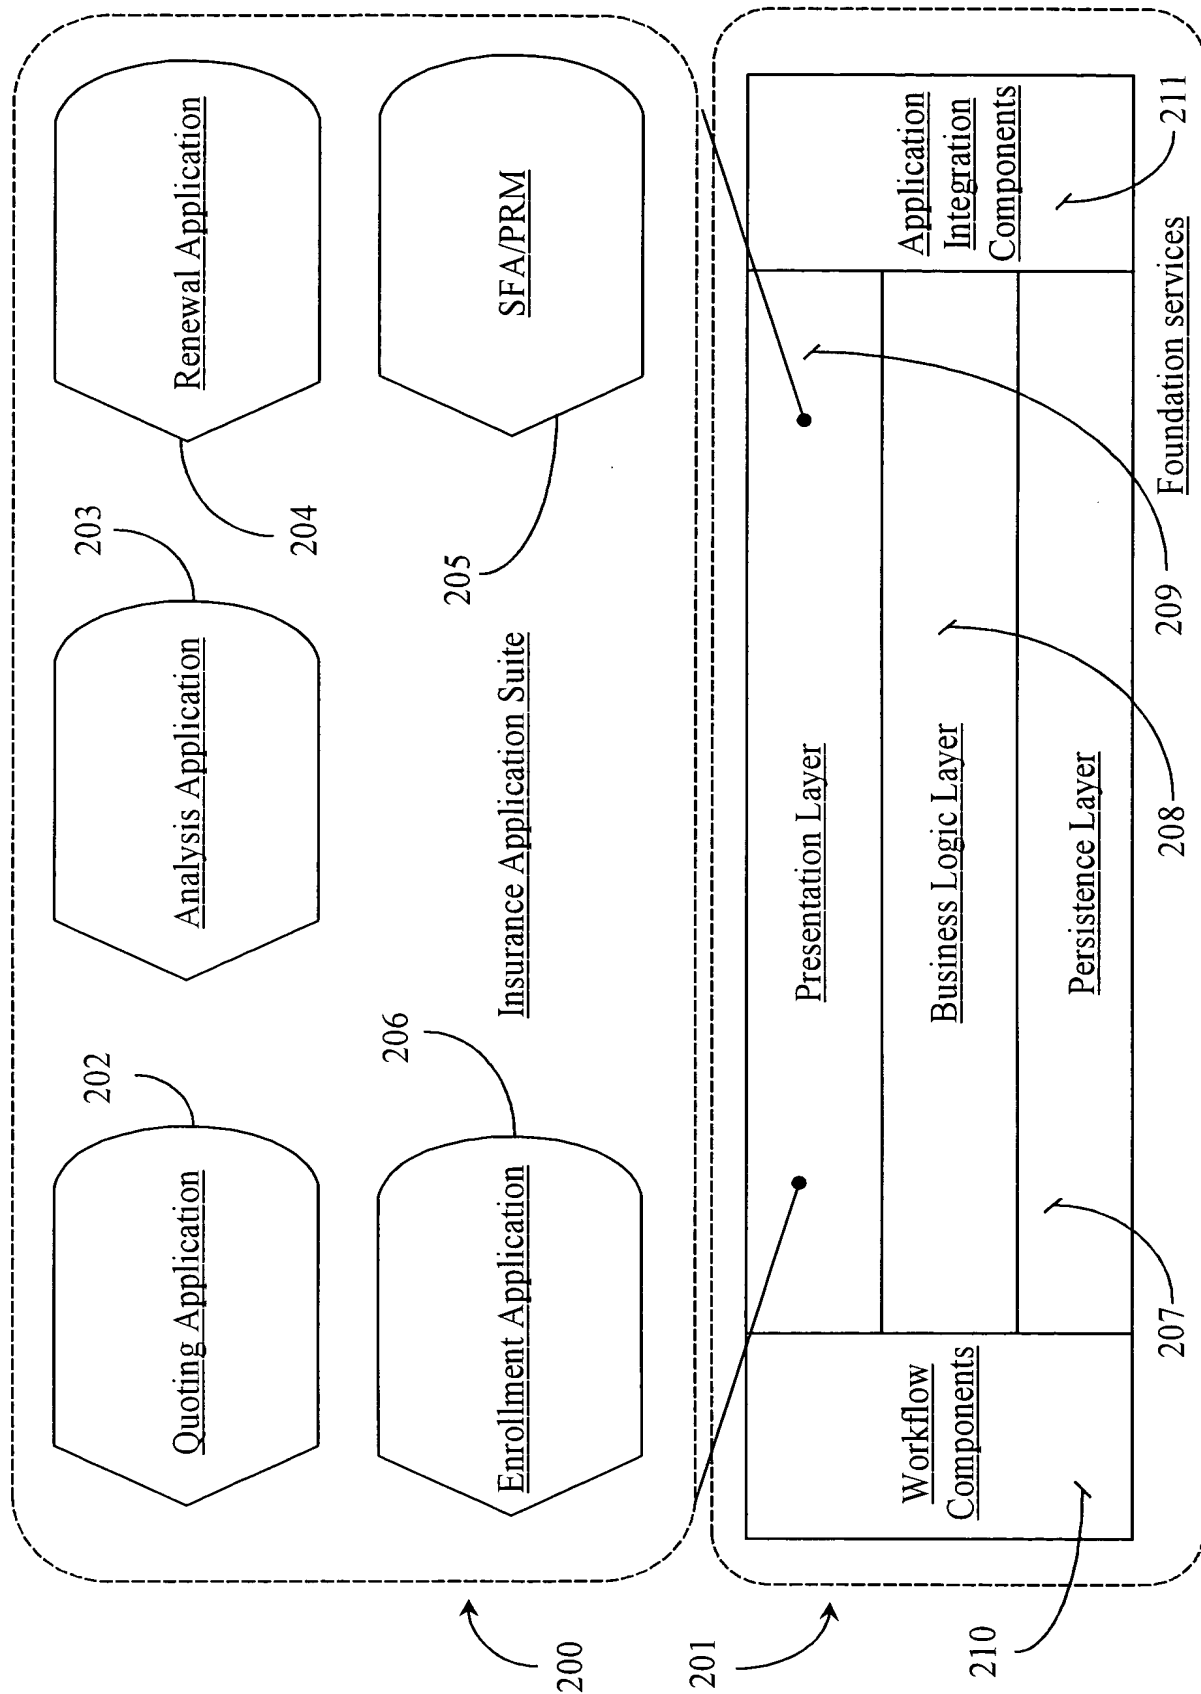 Quoting Application
202
Analysis Application
203
Renewal Application
204
Enrollment Application
206
Insurance Application Suite
SFA/PRM
205
200
201
Workflow
Components
Presentation Layer
Business Logic Layer
Persistence Layer
Application
Integration
Components
210
207
208
209
Foundation services
211